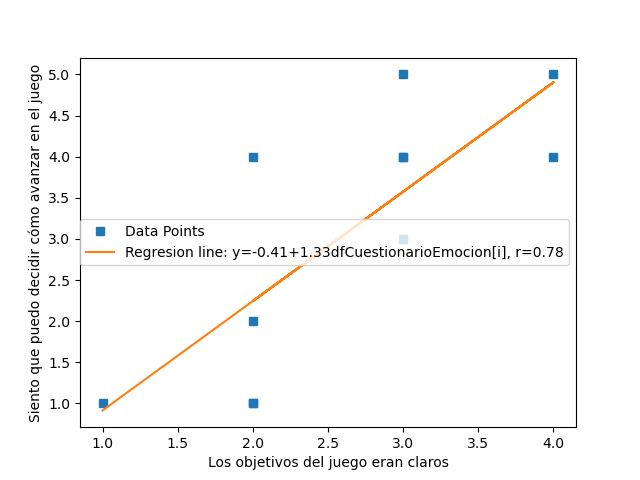 5.0
4.5
4.0
3.5
3.0
2.5
2.0
1.5
1.0
Siento que puedo decidir cómo avanzar en el juego
Data Points
Regresion line: y=-0.41+1.33dfCuestionarioEmocion[i], r=0.78
1.0 1.5 2.0 2.5 3.0 3.5 4.0
Los objetivos del juego eran claros